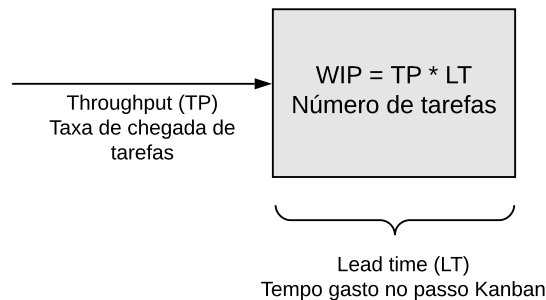 WIP = TP * LT
Número de tarefas
Throughput (TP)
Taxa de chegada de
tarefas
Lead time (LT)
Tempo gasto no passo Kanban